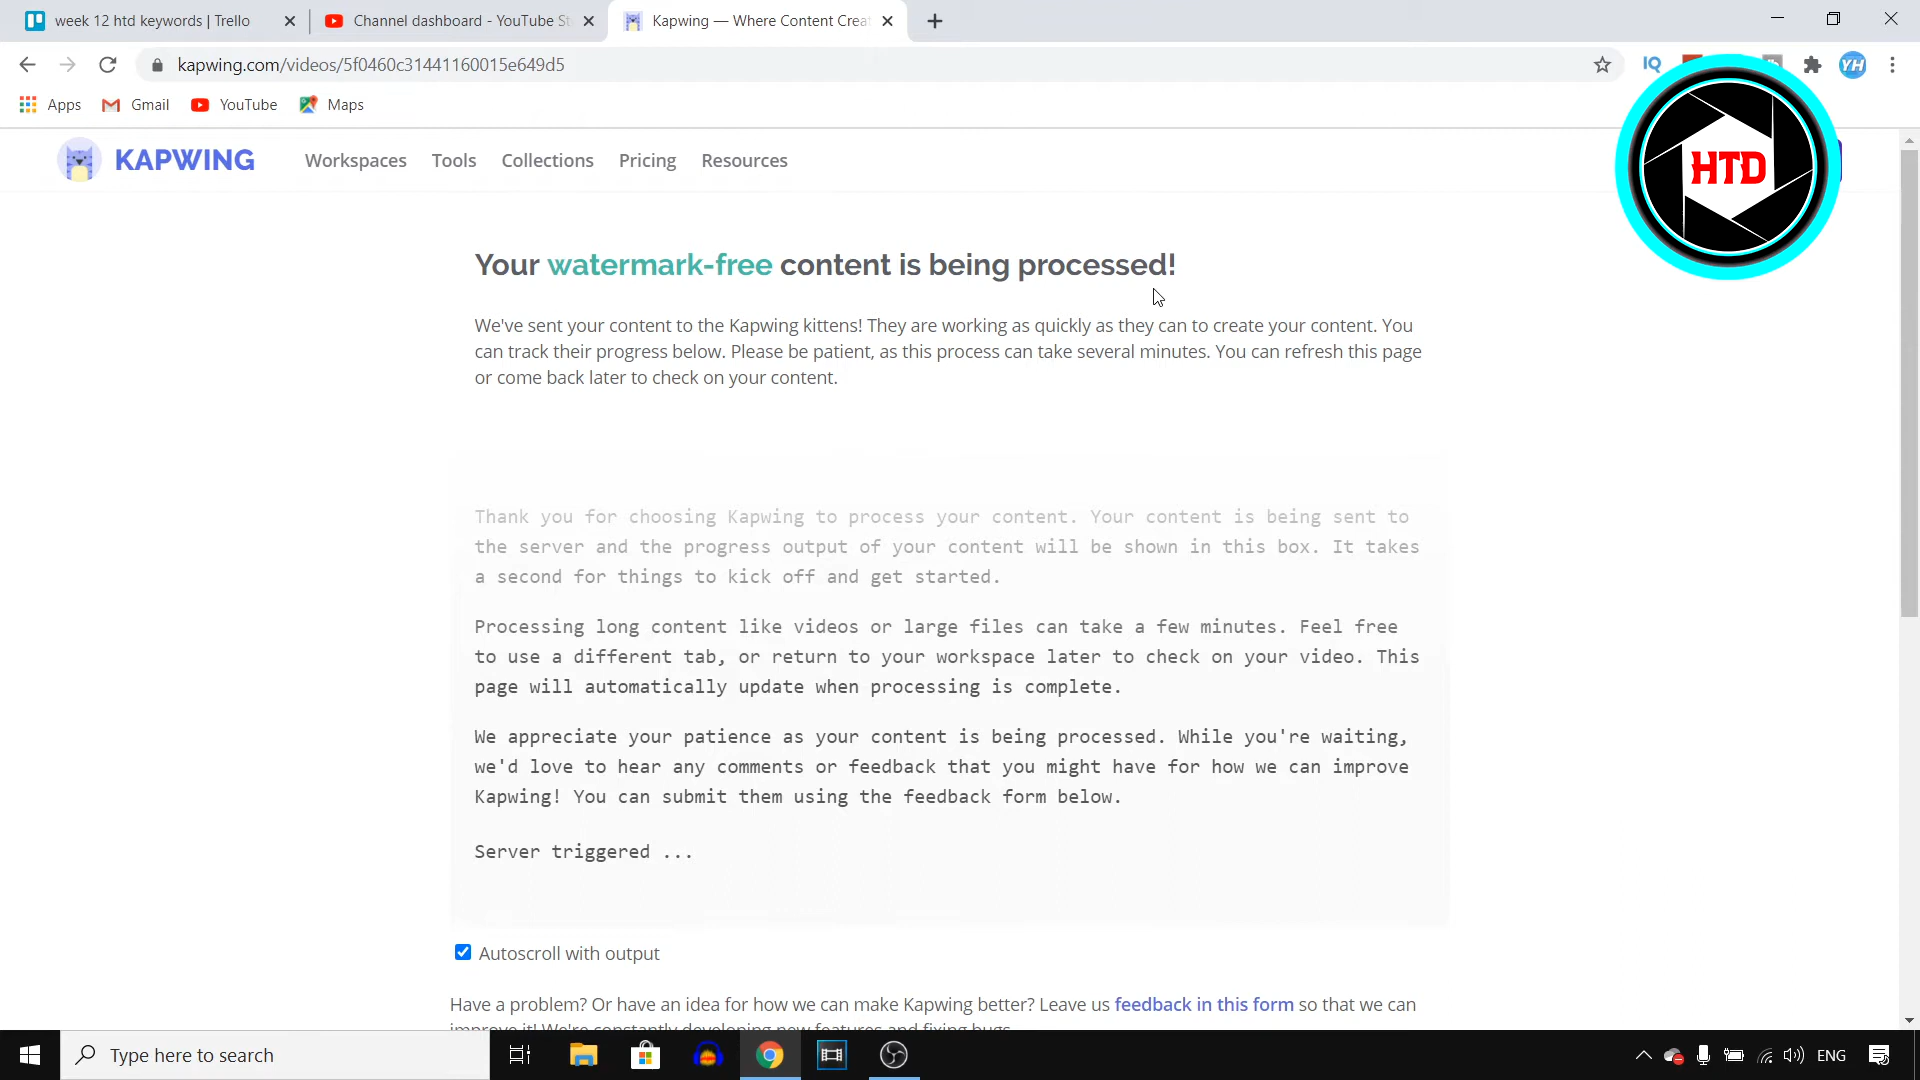 week 12 htd keywords | Trello
Channel dashboard - YouTube St
Kapwing — Where Content Creat
kapwing.com/videos/5f0460c31441160015e649d5
IQ
YH
Apps
Gmail
YouTube
Maps
KAPWING
Workspaces
Tools
Collections
Pricing
Resources
HTD
Your watermark-free content is being processed!
We've sent your content to the Kapwing kittens! They are working as quickly as they can to create your content. You
can track their progress below. Please be patient, as this process can take several minutes. You can refresh this page
or come back later to check on your content.
Thank you for choosing Kapwing to process your content. Your content is being sent to
the server and the progress output of your content will be shown in this box. It takes
a second for things to kick off and get started.
Processing long content like videos or large files can take a few minutes. Feel free
to use a different tab, or return to your workspace later to check on your video. This
page will automatically update when processing is complete.
We appreciate your patience as your content is being processed. While you're waiting,
we'd love to hear any comments or feedback that you might have for how we can improve
Kapwing! You can submit them using the feedback form below.
Server triggered ...
Autoscroll with output
Have a problem? Or have an idea for how we can make Kapwing better? Leave us feedback in this form so that we can
improve it! We're constantly developing new features and fixing bugs.
Type here to search
ENG